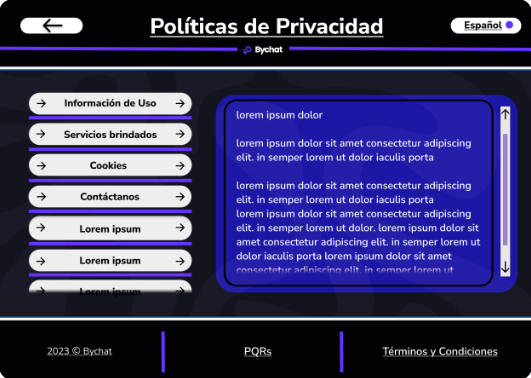 Políticas de Privacidad
Español
Bychat
Información de Uso
Servicios brindados
Cookies
Contáctanos
Lorem ipsum
Lorem ipsum
Lorem ipsum
lorem ipsum dolor
lorem ipsum dolor sit amet consectetur adipiscing
elit. in semper lorem ut dolor iaculis porta
lorem ipsum dolor sit amet consectetur adipiscing
elit. in semper lorem ut dolor iaculis porta
lorem ipsum dolor sit amet consectetur adipiscing
elit. in semper lorem ut dolor. lorem ipsum dolor sit
amet consectetur adipiscing elit. in semper lorem ut
dolor iaculis porta lorem ipsum dolor sit amet
consectetur adipiscing elit. in semper lorem ut
2023 © Bychat
PQRs
Términos y Condiciones